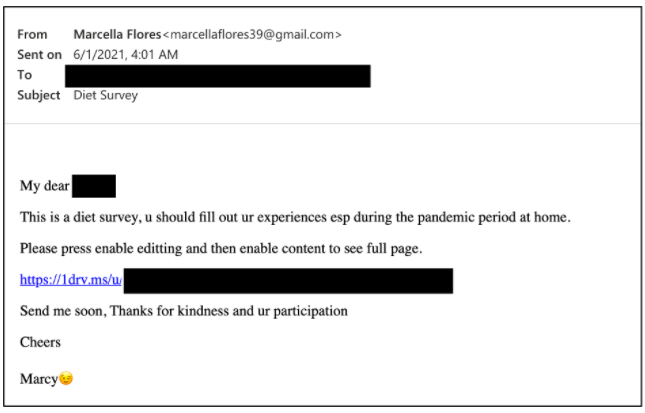 From Marcella Flores<marcellaflores39@gmail.com>
Sent on 6/1/2021, 4:01 AM
To
Subject Diet Survey
My dear
This is a diet survey, u should fill out ur experiences esp during the pandemic period at home.
Please press enable editting and then enable content to see full page.
https://1drv.ms/u/
Send me soon, Thanks for kindness and ur participation
Cheers
Marcy😉